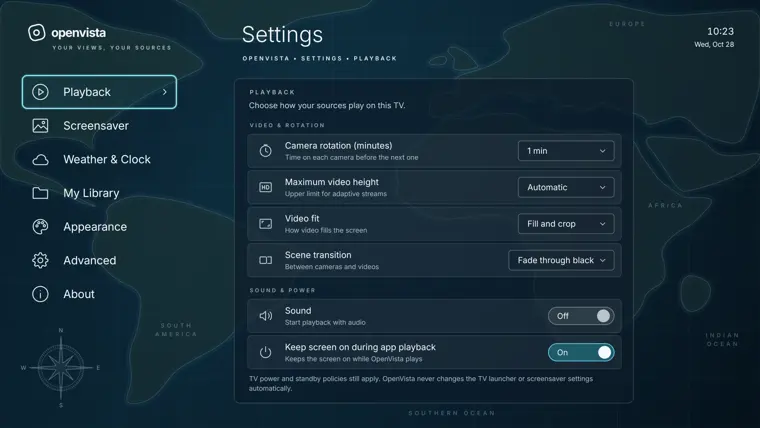 openvista
YOUR VIEWS, YOUR SOURCES
Playback
Screensaver
Weather & Clock
My Library
Appearance
Advanced
About
N
W
E
S
SOUTH
AMERICA
Settings
OPENVISTA • SETTINGS • PLAYBACK
EUROPE
10:23
Wed, Oct 28
PLAYBACK
Choose how your sources play on this TV.
VIDEO & ROTATION
Camera rotation (minutes)
Time on each camera before the next one
1 min
Maximum video height
Upper limit for adaptive streams
Automatic
HD
Video fit
How video fills the screen
Fill and crop
Scene transition
Between cameras and videos
Fade through black
SOUND & POWER
Sound
Start playback with audio
Off
Keep screen on during app playback
Keeps the screen on while OpenVista plays
On
TV power and standby policies still apply. OpenVista never changes the TV launcher or screensaver settings
automatically.
AFRICA
INDIAN
OCEAN
SOUTHERN OCEAN